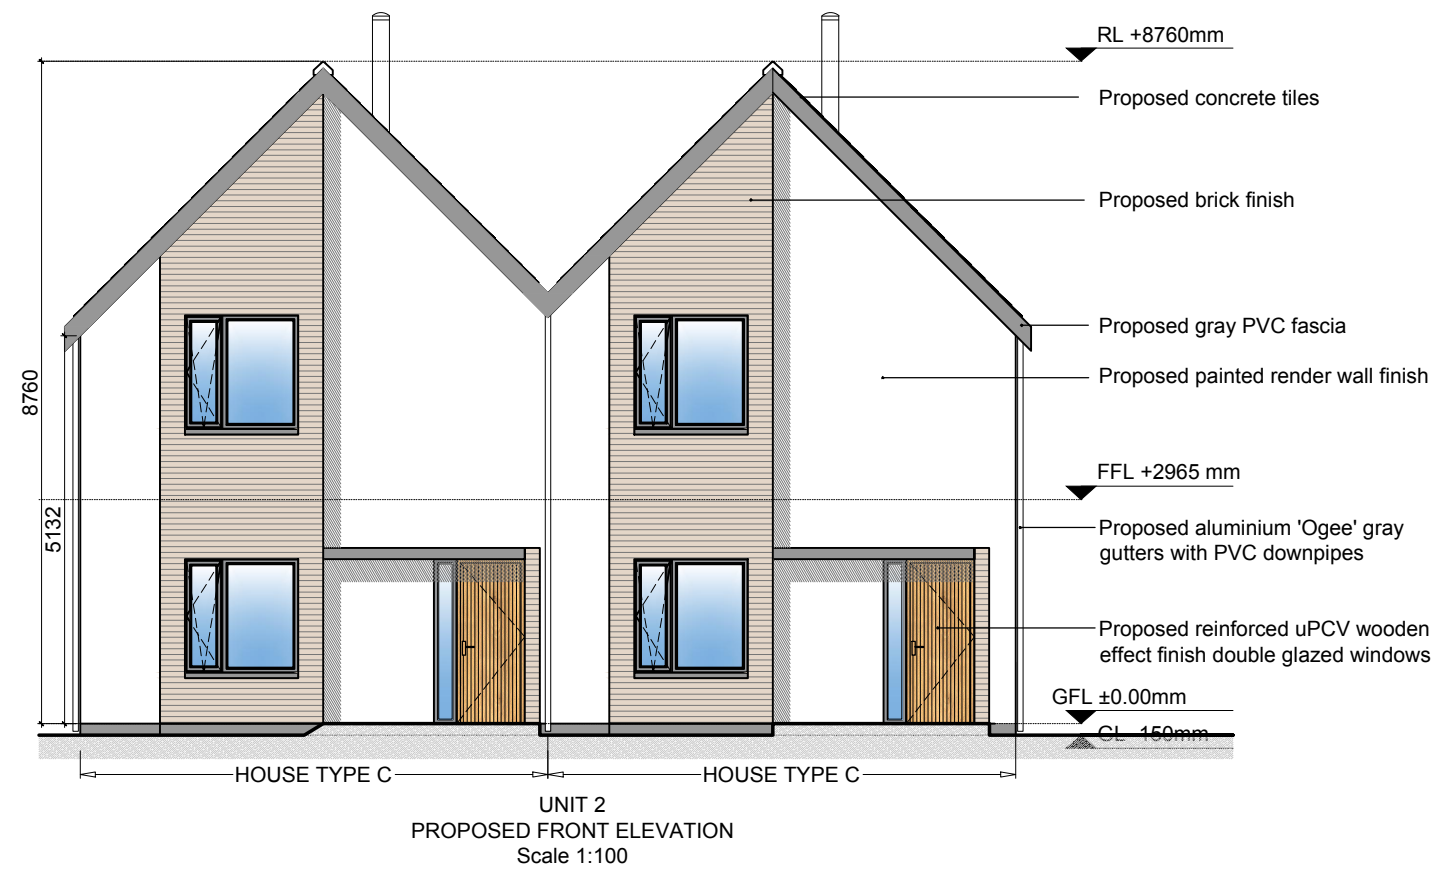 RL +8760mm
Proposed concrete tiles
Proposed brick finish
Proposed gray PVC fascia
Proposed painted render wall finish
8760
FFL +2965 mm
5132
Proposed aluminium 'Ogee' gray
gutters with PVC downpipes
Proposed reinforced uPCV wooden
effect finish double glazed windows
GFL ±0.00mm
GL -150mm
HOUSE TYPE C
HOUSE TYPE C
UNIT 2
PROPOSED FRONT ELEVATION
Scale 1:100